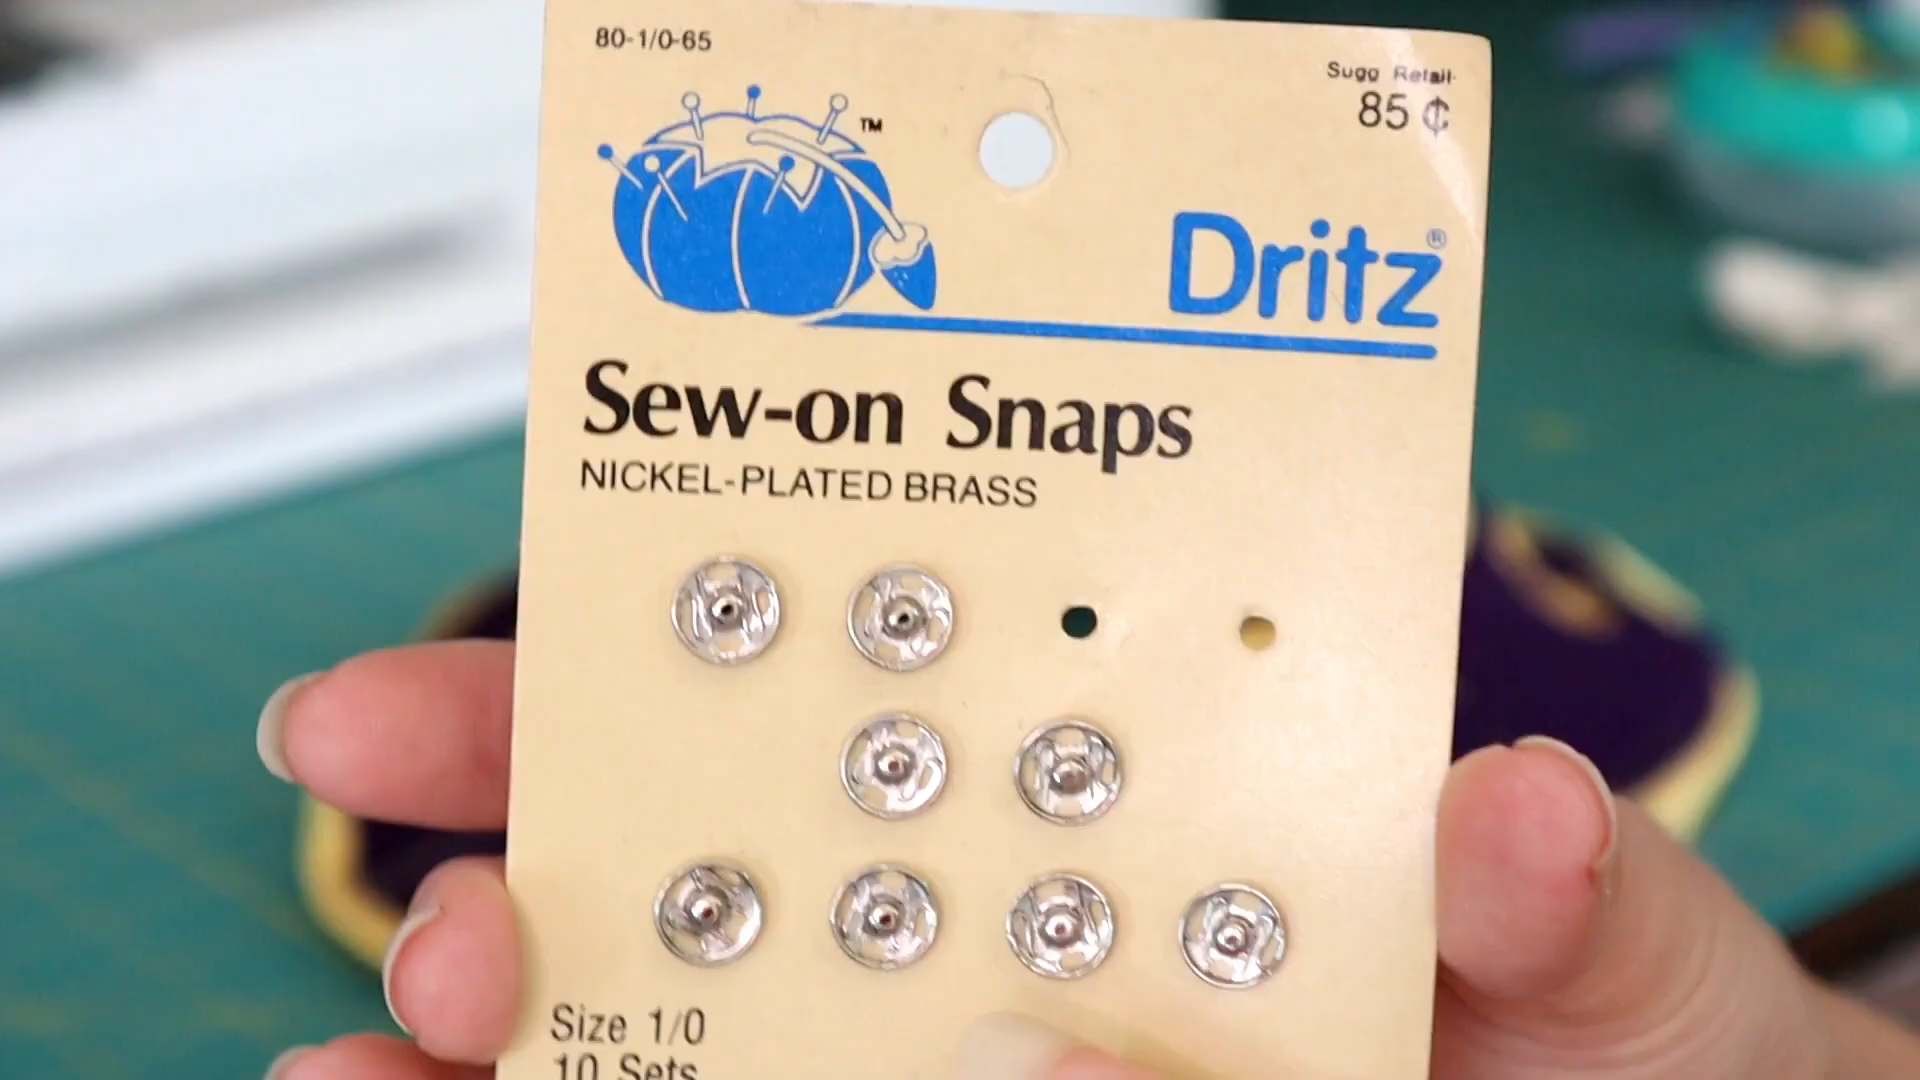 80-1/0-65
Sugg Retail
85 ¢
TM
Dritz®
Sew-on Snaps
NICKEL-PLATED BRASS
Size 1/0
10 Sets